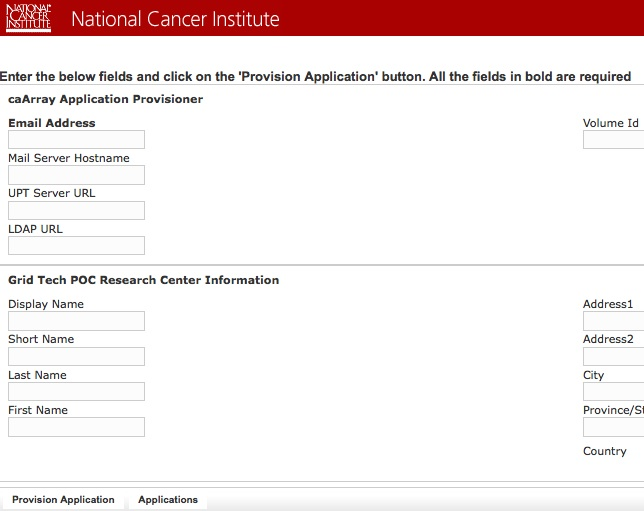 NATIONAL
CANCER
INSTITUTE
National Cancer Institute
Enter the below fields and click on the 'Provision Application' button. All the fields in bold are required
caArray Application Provisioner
Email Address
Volume Id
Mail Server Hostname
UPT Server URL
LDAP URL
Grid Tech POC Research Center Information
Display Name
Address1
Short Name
Address2
Last Name
City
First Name
Province/St
Country
Provision Application
Applications